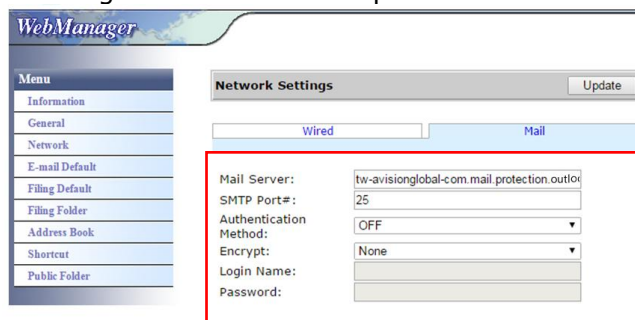 WebManager
Menu
Information
General
Network
E-mail Default
Filing Default
Filing Folder
Address Book
Shortcut
Public Folder
Network Settings
Update
Wired
Mail
Mail Server: tw-avisionglobal-com.mail.protection.outloo
SMTP Port#: 25
Authentication
Method: OFF
Encrypt: None
Login Name:
Password: